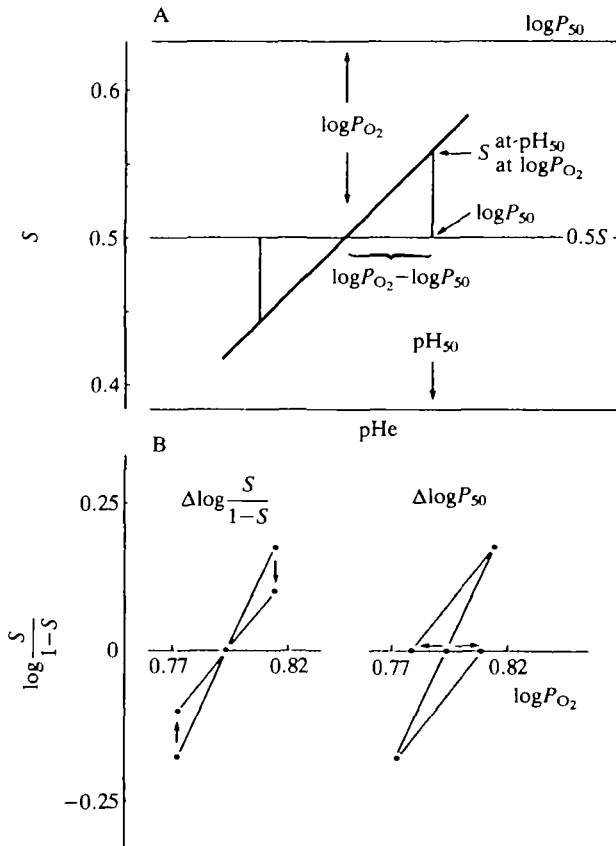 A
logP50
0.6
logPO2
S at pH50
at logPO2
logP50
S
0.5
0.5S
logPO2−logP50
pH50
0.4
pHe
B
0.25
Δlog S/1−S
ΔlogP50
log S/1−S
0
0.77
0.82
0.77
0.82
logPO2
−0.25